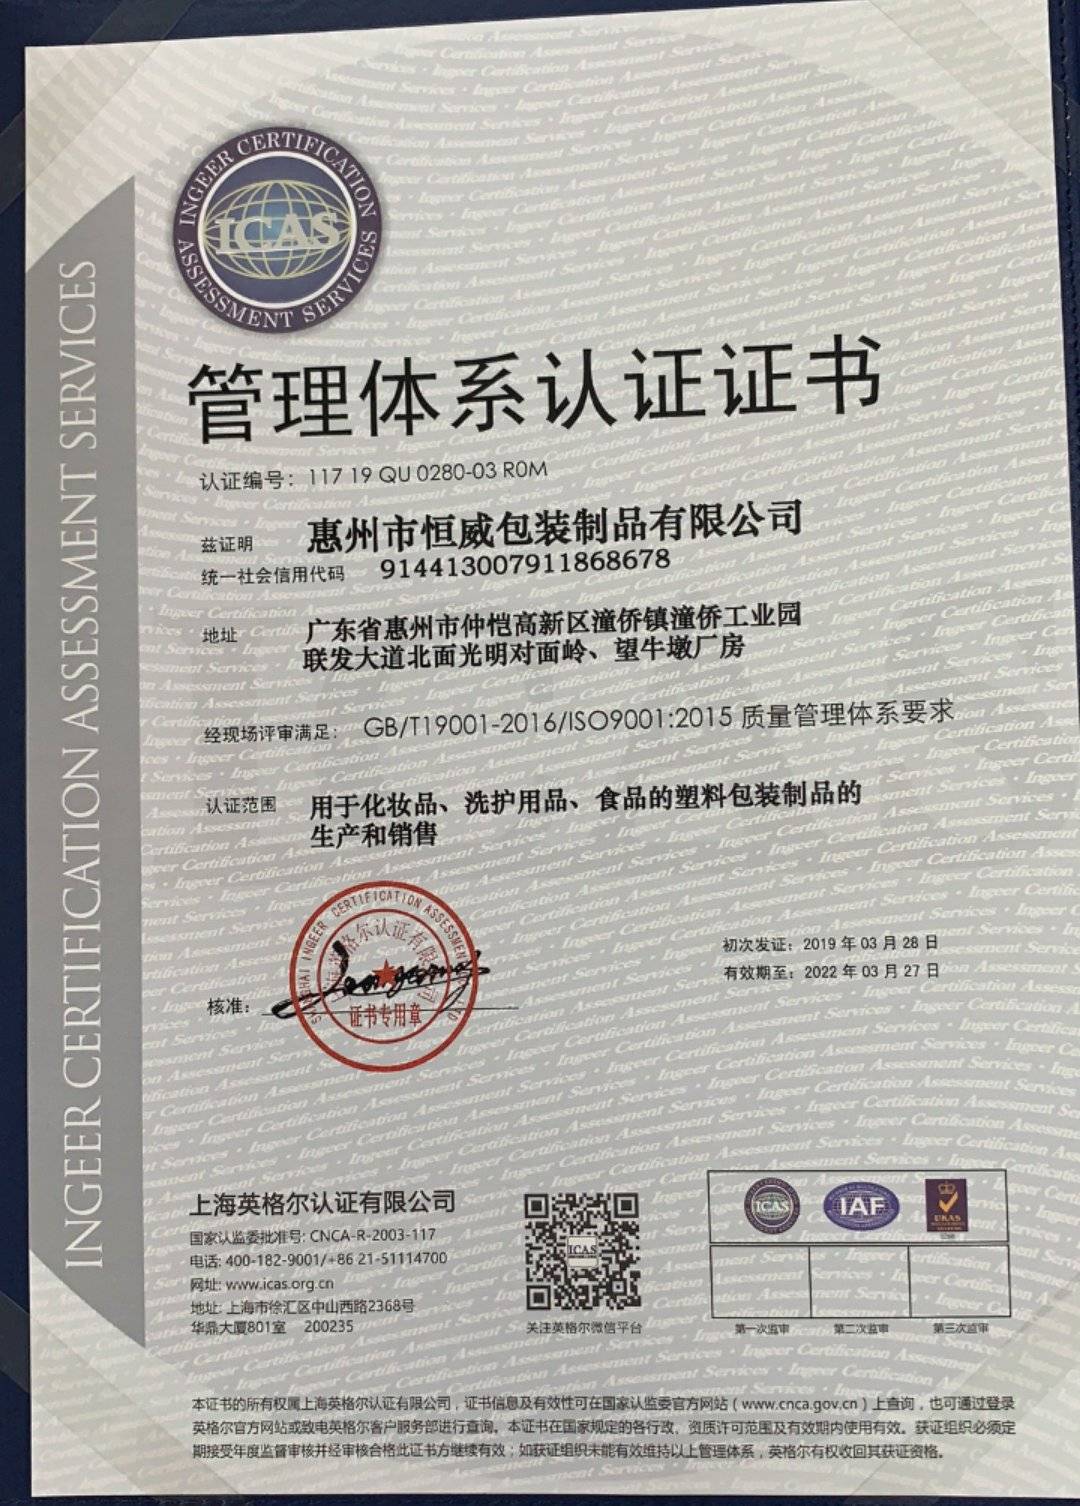 INGEER CERTIFICATION
ICAS
ASSESSMENT SERVICES
INGEER CERTIFICATION ASSESSMENT SERVICES
管理体系认证证书
认证编号：117 19 QU 0280-03 R0M
兹证明 惠州市恒威包装制品有限公司
统一社会信用代码 914413007911868678
地址 广东省惠州市仲恺高新区潼侨镇潼侨工业园
联发大道北面光明对面岭、望牛墩厂房
经现场评审满足： GB/T19001-2016/ISO9001:2015 质量管理体系要求
认证范围 用于化妆品、洗护用品、食品的塑料包装制品的
生产和销售
初次发证：2019 年 03 月 28 日
有效期至：2022 年 03 月 27 日
核准：
证书专用章
上海英格尔认证有限公司
国家认监委批准号: CNCA-R-2003-117
电话: 400-182-9001/+86 21-51114700
网址: www.icas.org.cn
地址: 上海市徐汇区中山西路2368号
华鼎大厦801室 200235
ICAS
关注英格尔微信平台
ICAS
IAF
UKAS
第一次监审 第二次监审 第三次监审
本证书的所有权属上海英格尔认证有限公司，证书信息及有效性可在国家认监委官方网站（www.cnca.gov.cn）上查询，也可通过登录
英格尔官方网站或致电英格尔客户服务部进行查询。本证书在国家规定的各行政、资质许可范围及有效期内使用有效。获证组织必须定
期接受年度监督审核并经审核合格此证书方继续有效；如获证组织未能有效维持以上管理体系，英格尔有权收回其获证资格。